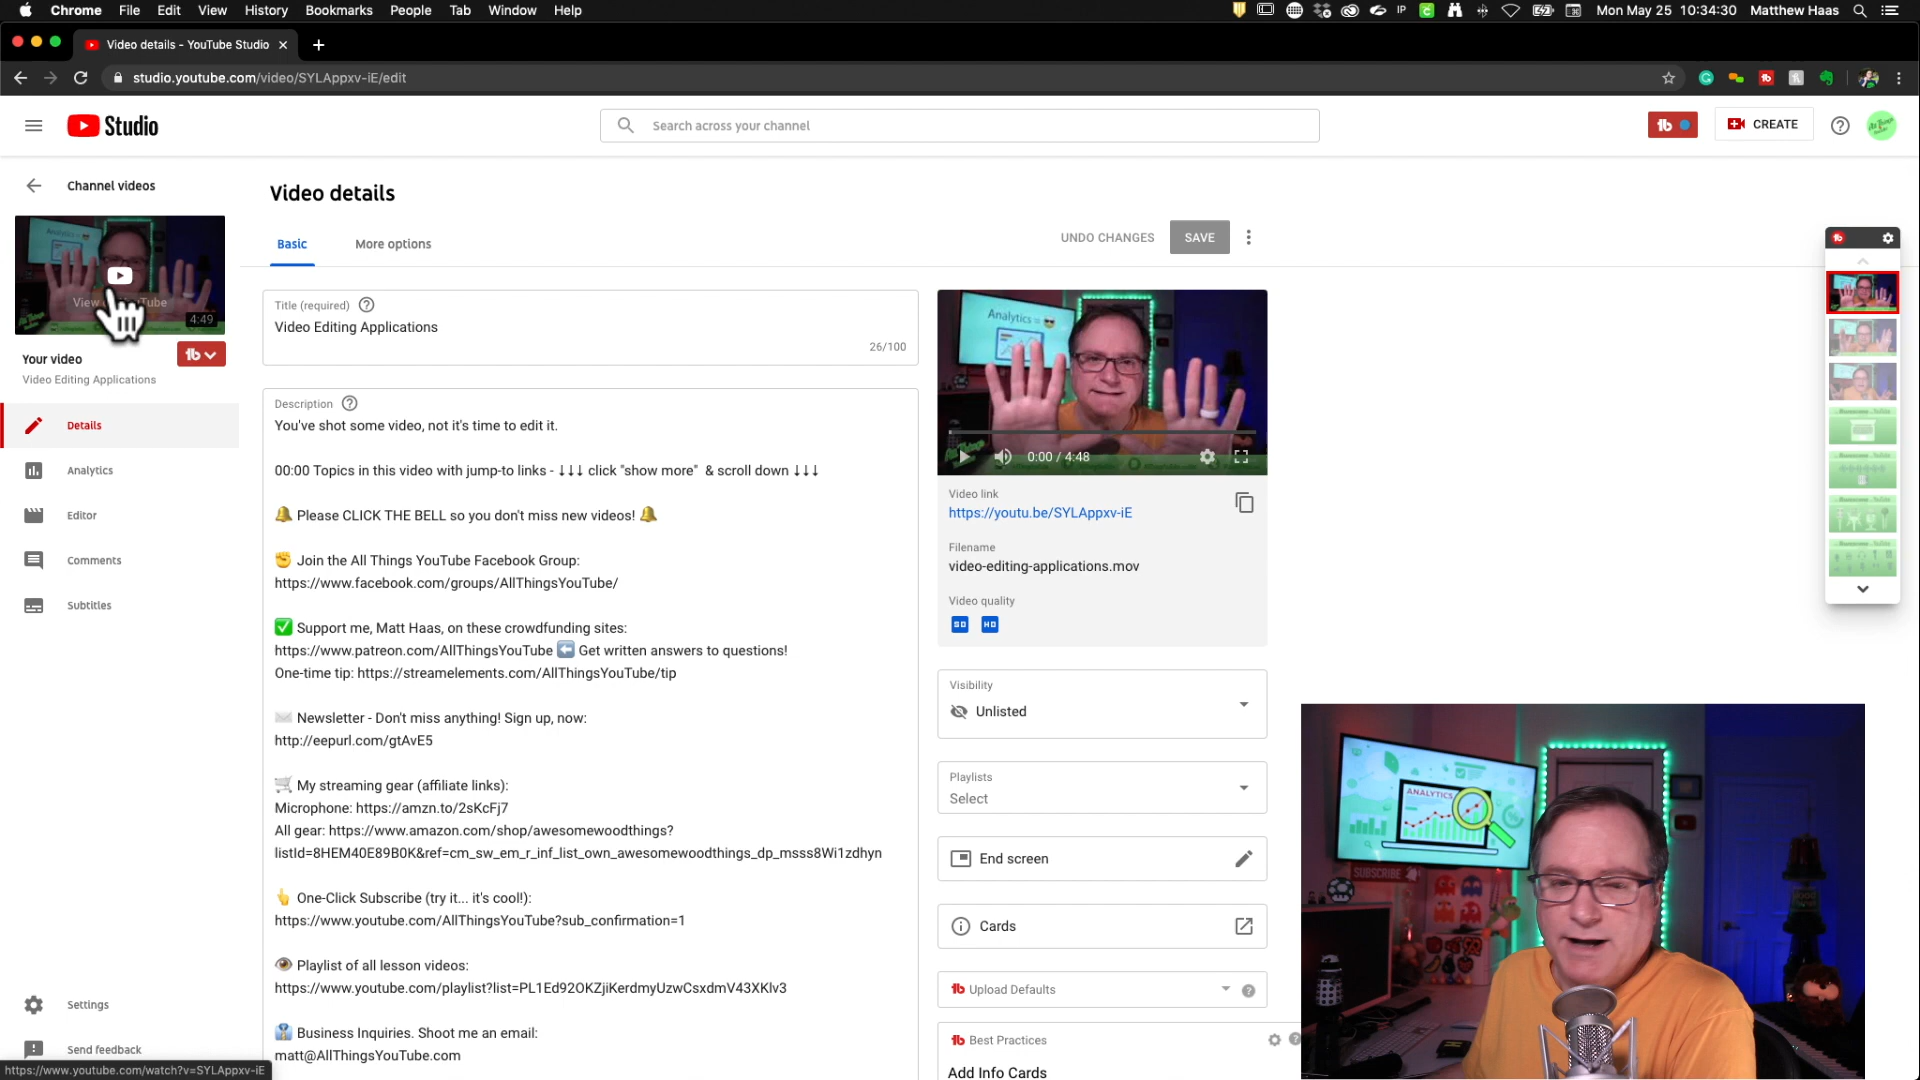 Chrome File Edit View History Bookmarks People Tab Window Help IP Mon May 25 10:34:30 Matthew Haas
Video details - YouTube Studio
studio.youtube.com/video/SYLAppxv-iE/edit
Studio
Search across your channel
CREATE
Channel videos
Video details
Basic
More options
UNDO CHANGES
SAVE
4:49
Your video
Video Editing Applications
Details
Analytics
Editor
Comments
Subtitles
Settings
Send feedback
https://www.youtube.com/watch?v=SYLAppxv-iE
Title (required)
Video Editing Applications
26/100
Description
You've shot some video, not it's time to edit it.
00:00 Topics in this video with jump-to links - ↓↓↓ click "show more" & scroll down ↓↓↓
🔔 Please CLICK THE BELL so you don't miss new videos! 🔔
✊ Join the All Things YouTube Facebook Group:
https://www.facebook.com/groups/AllThingsYouTube/
✅ Support me, Matt Haas, on these crowdfunding sites:
https://www.patreon.com/AllThingsYouTube ⬅️ Get written answers to questions!
One-time tip: https://streamelements.com/AllThingsYouTube/tip
✉️ Newsletter - Don't miss anything! Sign up, now:
http://eepurl.com/gtAvE5
🛒 My streaming gear (affiliate links):
Microphone: https://amzn.to/2sKcFj7
All gear: https://www.amazon.com/shop/awesomewoodthings?
listId=8HEM40E89B0K&ref=cm_sw_em_r_inf_list_own_awesomewoodthings_dp_msss8Wi1zdhyn
👆 One-Click Subscribe (try it... it's cool!):
https://www.youtube.com/AllThingsYouTube?sub_confirmation=1
👁️ Playlist of all lesson videos:
https://www.youtube.com/playlist?list=PL1Ed92OKZjiKerdmyUzwCsxdmV43XKlv3
👔 Business Inquiries. Shoot me an email:
matt@AllThingsYouTube.com
Analytics =
0:00 / 4:48
Video link
https://youtu.be/SYLAppxv-iE
Filename
video-editing-applications.mov
Video quality
SD HD
Visibility
Unlisted
Playlists
Select
End screen
Cards
Upload Defaults
Best Practices
Add Info Cards
ANALYTICS
SUBSCRIBE